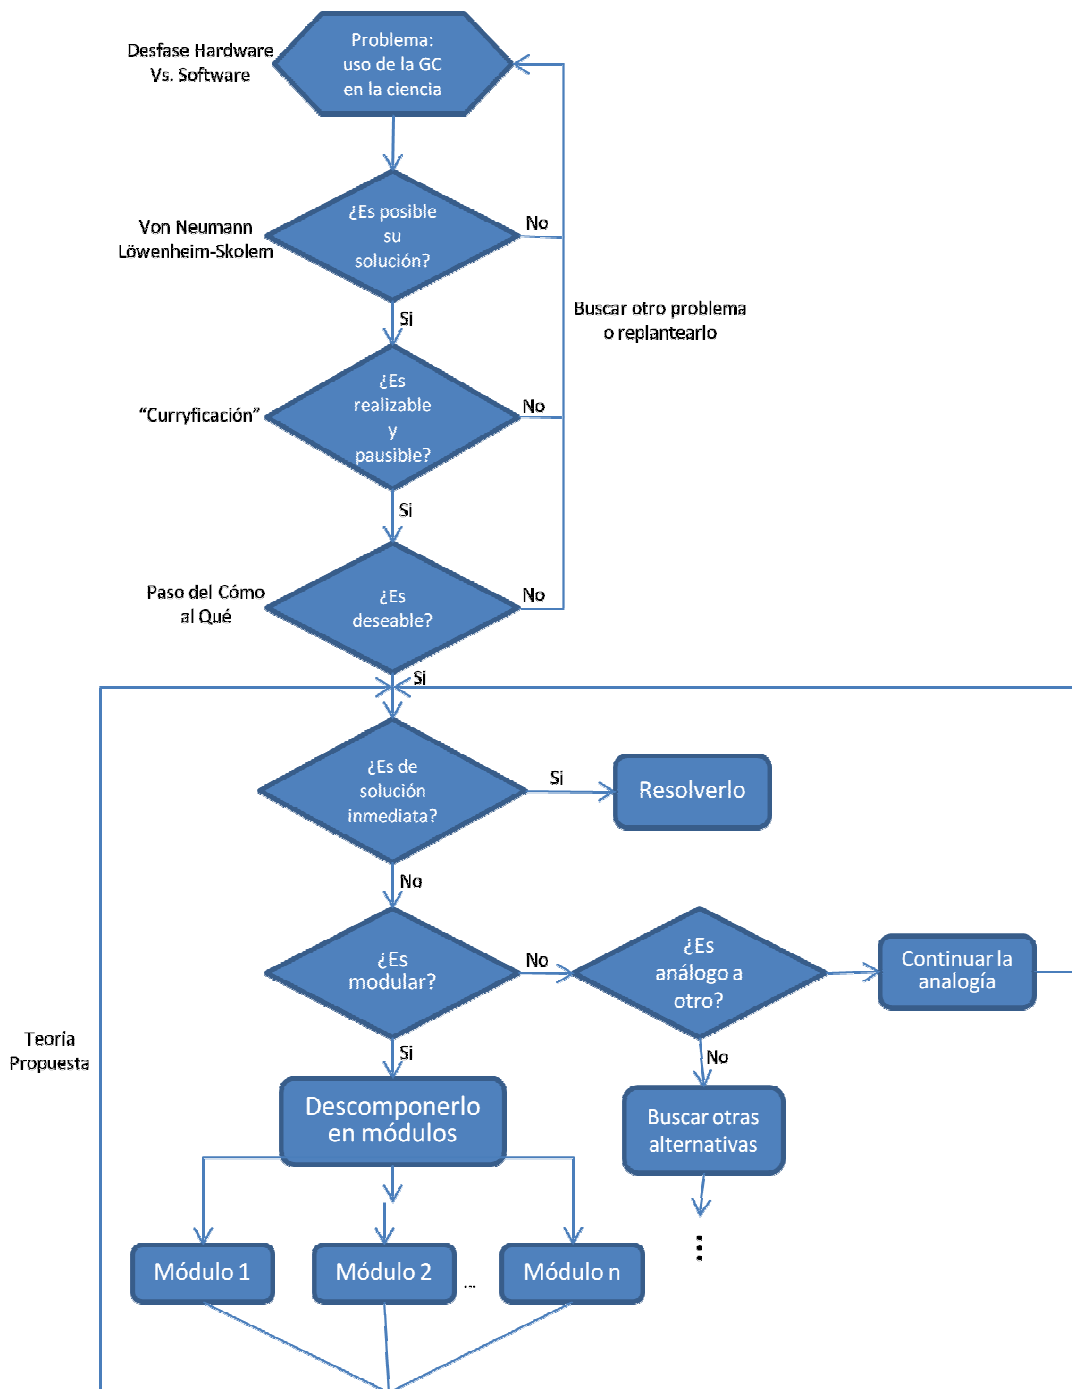 Desfase Hardware
Vs. Software
Problema:
uso de la GC
en la ciencia
Von Neumann
Löwenheim-Skolem
¿Es posible
su
solución?
No
Si
Buscar otro problema
o replantearlo
"Curryficación"
¿Es
realizable
y
pausible?
No
Si
Paso del Cómo
al Qué
¿Es
deseable?
No
Si
¿Es de
solución
inmediata?
Si
Resolverlo
No
¿Es
modular?
No
¿Es
análogo a
otro?
Continuar la
analogía
Teoría
Propuesta
Si
No
Descomponerlo
en módulos
Buscar otras
alternativas
...
Módulo 1
Módulo 2
...
Módulo n